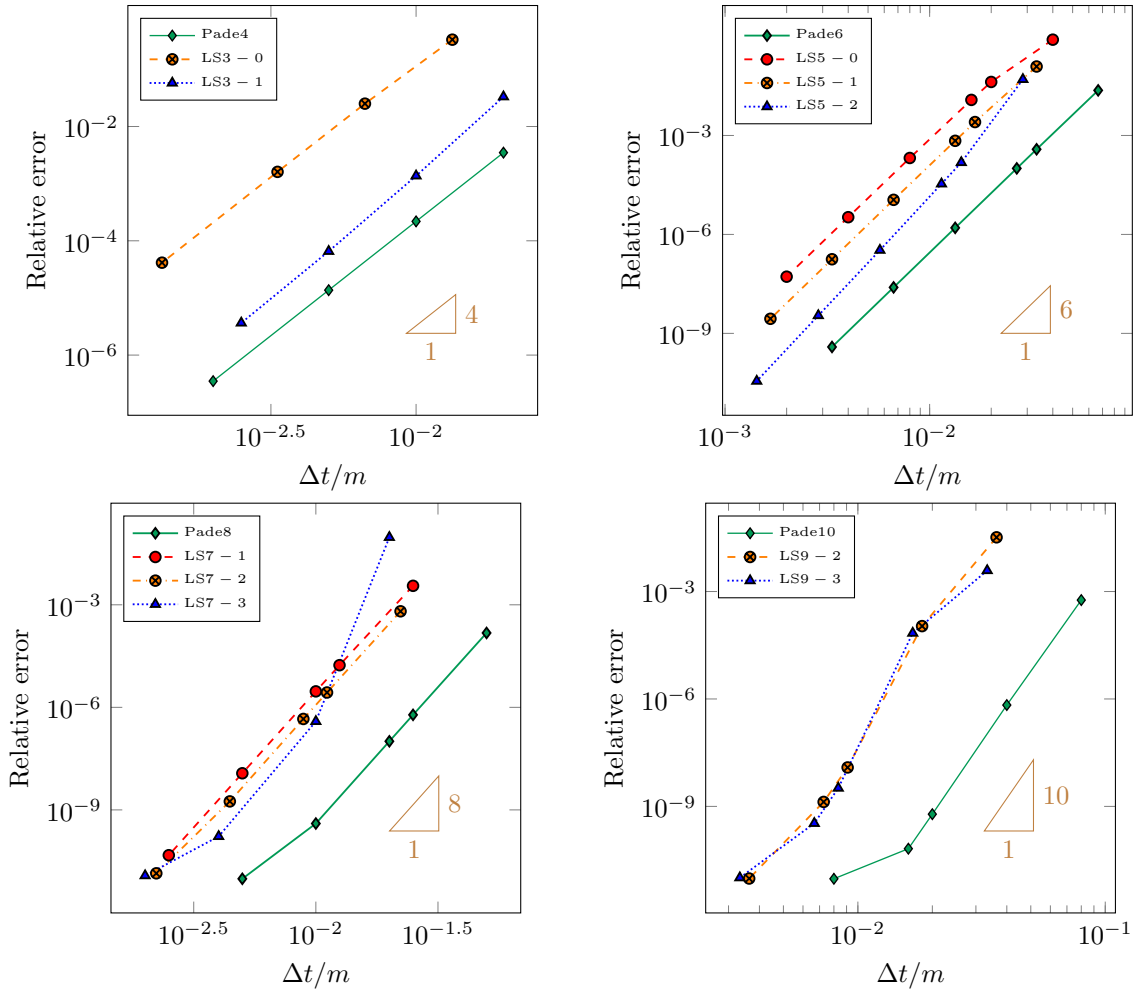 Pade4
LS3 − 0
LS3 − 1
10^−2
10^−4
10^−6
Relative error
4
1
10^−2.5
10^−2
Δt/m
Pade6
LS5 − 0
LS5 − 1
LS5 − 2
10^−3
10^−6
10^−9
Relative error
6
1
10^−3
10^−2
Δt/m
Pade8
LS7 − 1
LS7 − 2
LS7 − 3
10^−3
10^−6
10^−9
Relative error
8
1
10^−2.5
10^−2
10^−1.5
Δt/m
Pade10
LS9 − 2
LS9 − 3
10^−3
10^−6
10^−9
Relative error
10
1
10^−2
10^−1
Δt/m